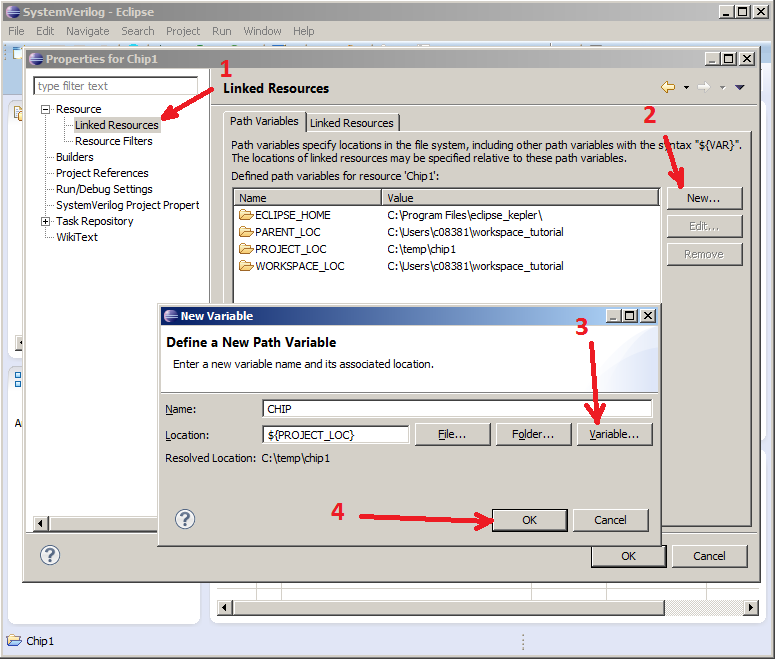 SystemVerilog - Eclipse
File Edit Navigate Search Project Run Window Help
Properties for Chip1
type filter text
Resource
Linked Resources
Resource Filters
Builders
Project References
Run/Debug Settings
SystemVerilog Project Propert
Task Repository
WikiText
1
Linked Resources
Path Variables Linked Resources
2
Path variables specify locations in the file system, including other path variables with the syntax "${VAR}".
The locations of linked resources may be specified relative to these path variables.
Defined path variables for resource 'Chip1':
Name Value
ECLIPSE_HOME C:\Program Files\eclipse_kepler\
PARENT_LOC C:\Users\c08381\workspace_tutorial
PROJECT_LOC C:\temp\chip1
WORKSPACE_LOC C:\Users\c08381\workspace_tutorial
New...
Edit...
Remove
New Variable
3
Define a New Path Variable
Enter a new variable name and its associated location.
Name: CHIP
Location: ${PROJECT_LOC} File... Folder... Variable...
Resolved Location: C:\temp\chip1
4
? OK Cancel
? OK Cancel
Chip1